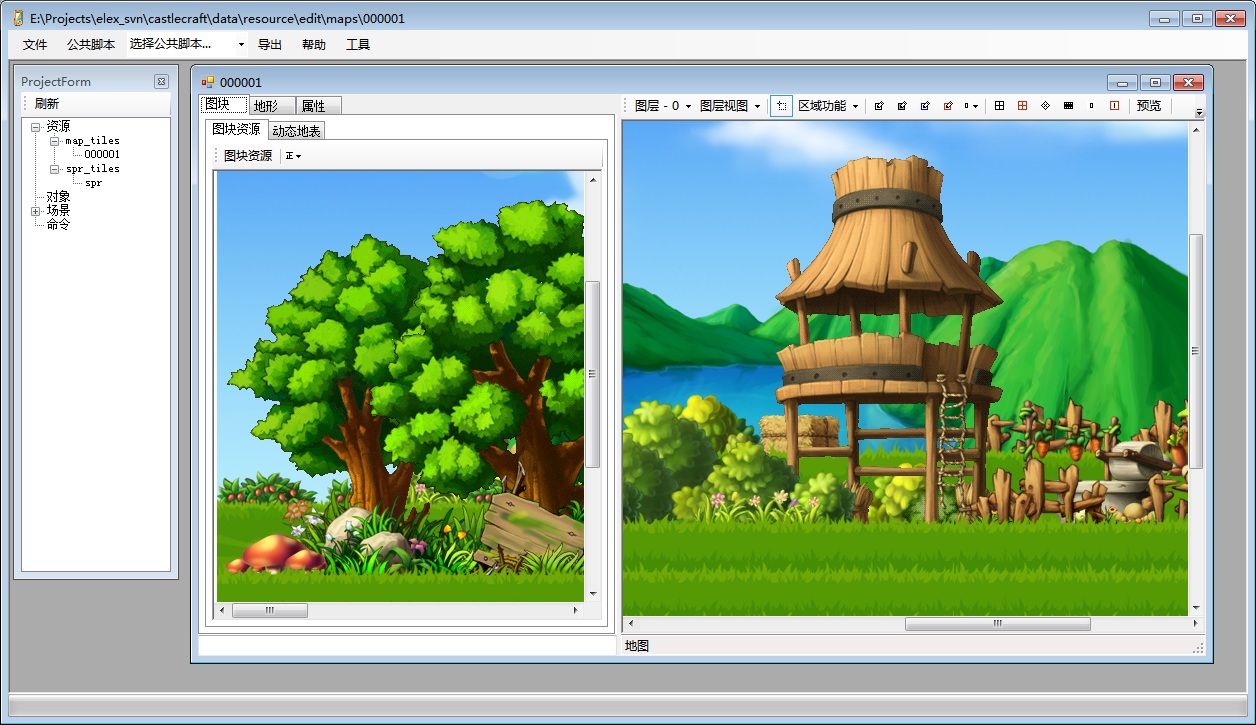 E:\Projects\elex_svn\castlecraft\data\resource\edit\maps\000001
文件 公共脚本 选择公共脚本... 导出 帮助 工具
ProjectForm
刷新
资源
map_tiles
000001
spr_tiles
spr
对象
场景
命令
000001
图块 地形 属性
图块资源 动态地表
图块资源 正
图层 - 0 图层视图 区域功能 预览
地图